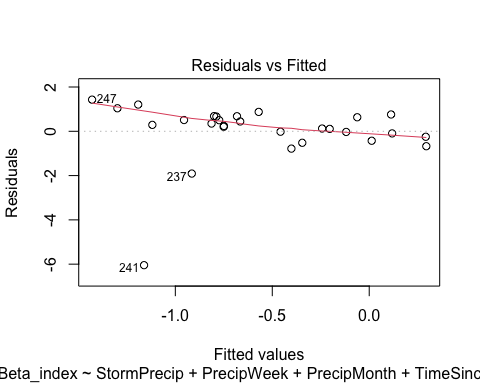 Residuals vs Fitted
Residuals
2
0
-2
-4
-6
247
237
241
-1.0
-0.5
0.0
Fitted values
Beta_index ~ StormPrecip + PrecipWeek + PrecipMonth + TimeSinc